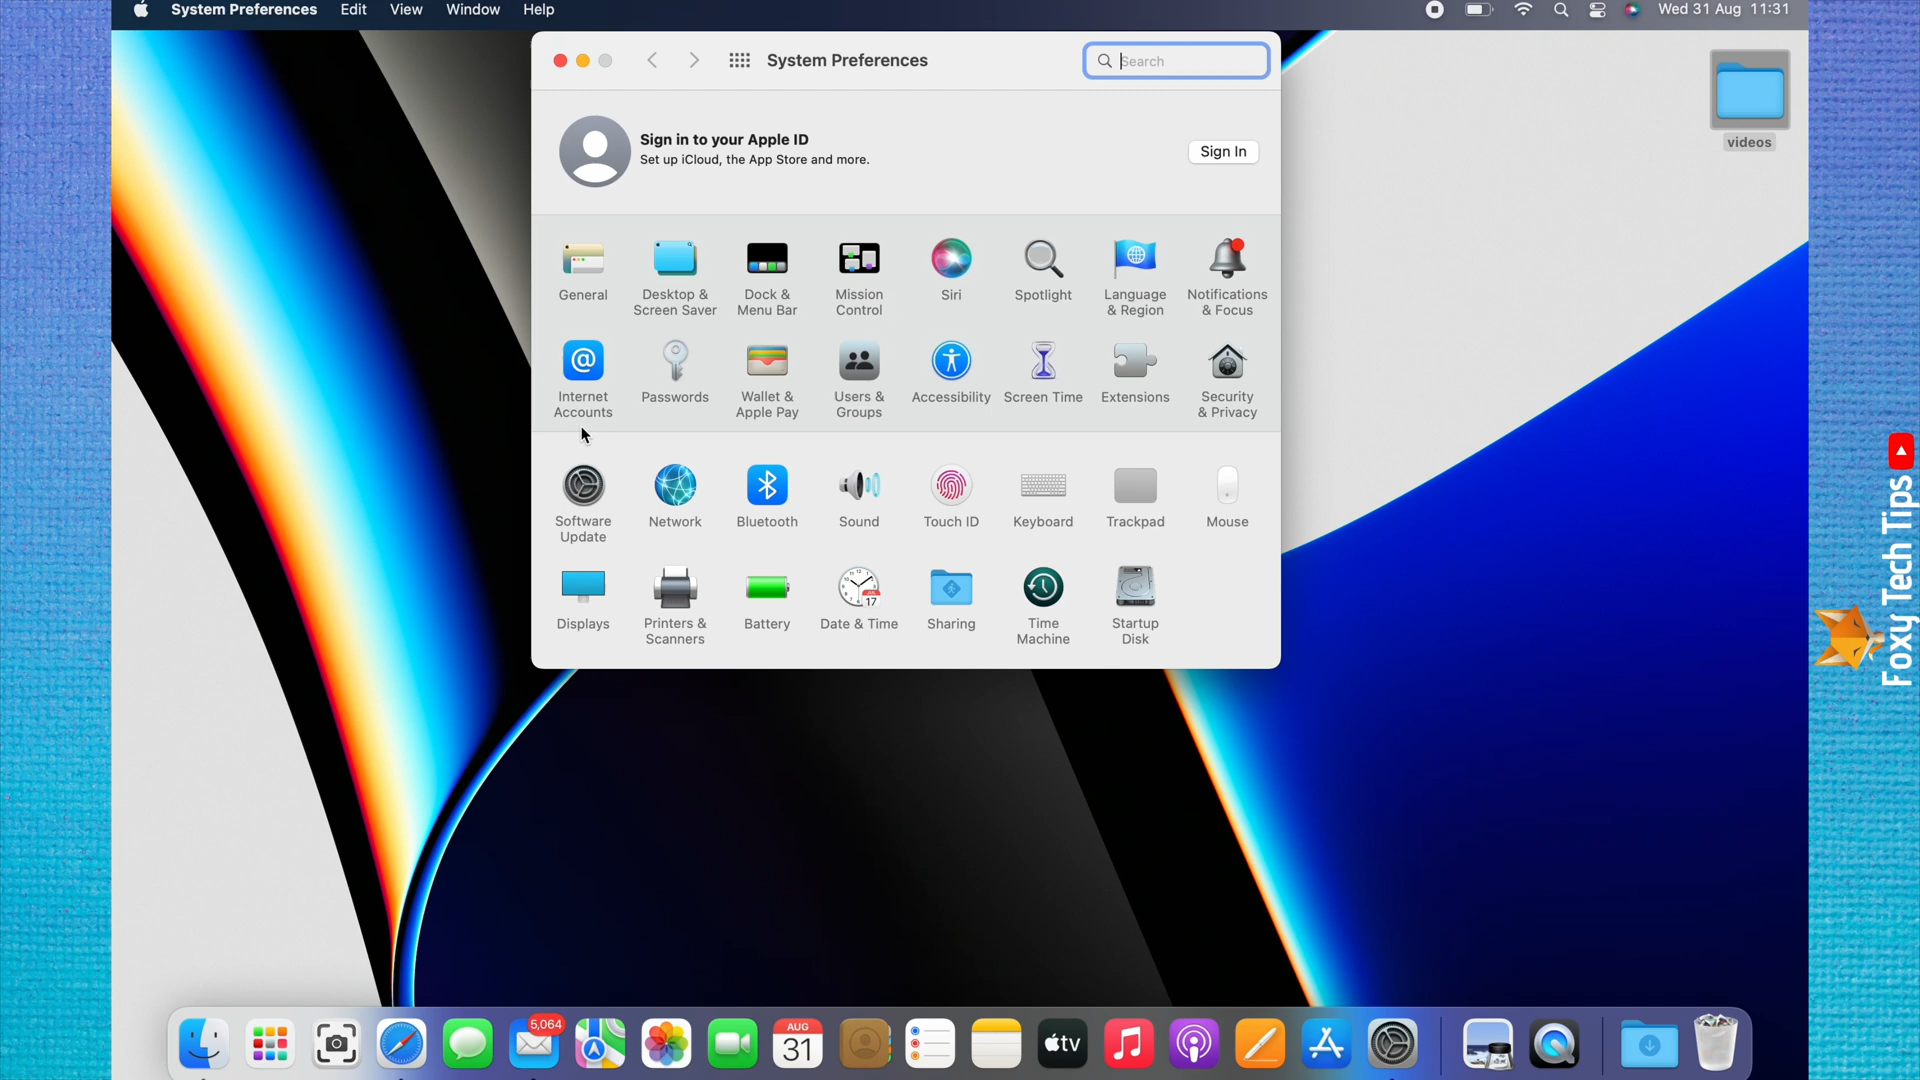 System Preferences Edit View Window Help Wed 31 Aug 11:31
System Preferences
Search
videos
Sign in to your Apple ID
Set up iCloud, the App Store and more.
Sign In
General
Desktop &
Screen Saver
Dock &
Menu Bar
Mission
Control
Siri
Spotlight
Language
& Region
Notifications
& Focus
Internet
Accounts
Passwords
Wallet &
Apple Pay
Users &
Groups
Accessibility
Screen Time
Extensions
Security
& Privacy
Software
Update
Network
Bluetooth
Sound
Touch ID
Keyboard
Trackpad
Mouse
Displays
Printers &
Scanners
Battery
Date & Time
Sharing
Time
Machine
Startup
Disk
JUL
17
Foxy Tech Tips
5,064
AUG
31
tv